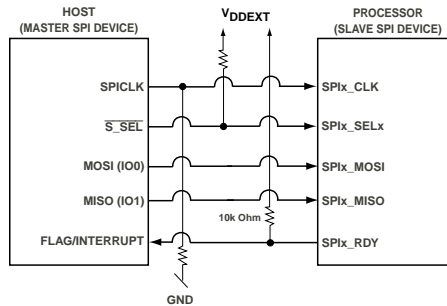 HOST
(MASTER SPI DEVICE)
VDDEXT
PROCESSOR
(SLAVE SPI DEVICE)
SPICLK
SPIx_CLK
S_SEL
SPIx_SELx
MOSI (IO0)
SPIx_MOSI
MISO (IO1)
SPIx_MISO
10k Ohm
FLAG/INTERRUPT
SPIx_RDY
GND